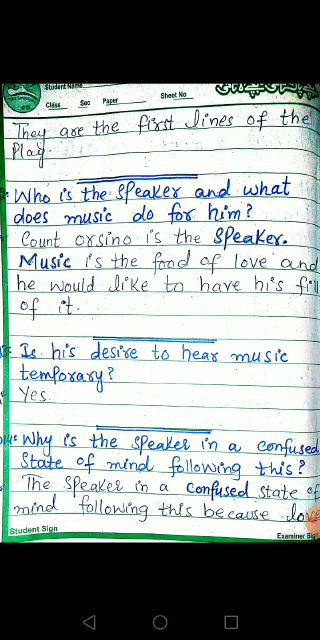 Student Name
Class Sec Paper Sheet No
They are the first lines of the
Play.
Who is the speaker and what
does music do for him?
Count orsino is the speaker.
Music is the food of love and
he would like to have his fill
of it.
Is his desire to hear music
temporary?
Yes.
Why is the speaker in a confused
State of mind following this?
The speaker in a confused state of
mind following this because love
Student Sign
Examiner Sign